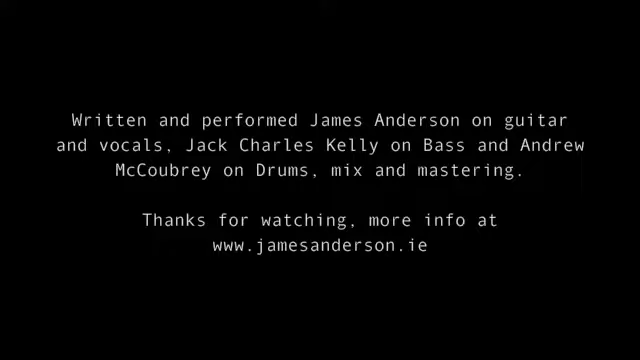 Written and performed James Anderson on guitar
and vocals, Jack Charles Kelly on Bass and Andrew
McCoubrey on Drums, mix and mastering.
Thanks for watching, more info at
www.jamesanderson.ie